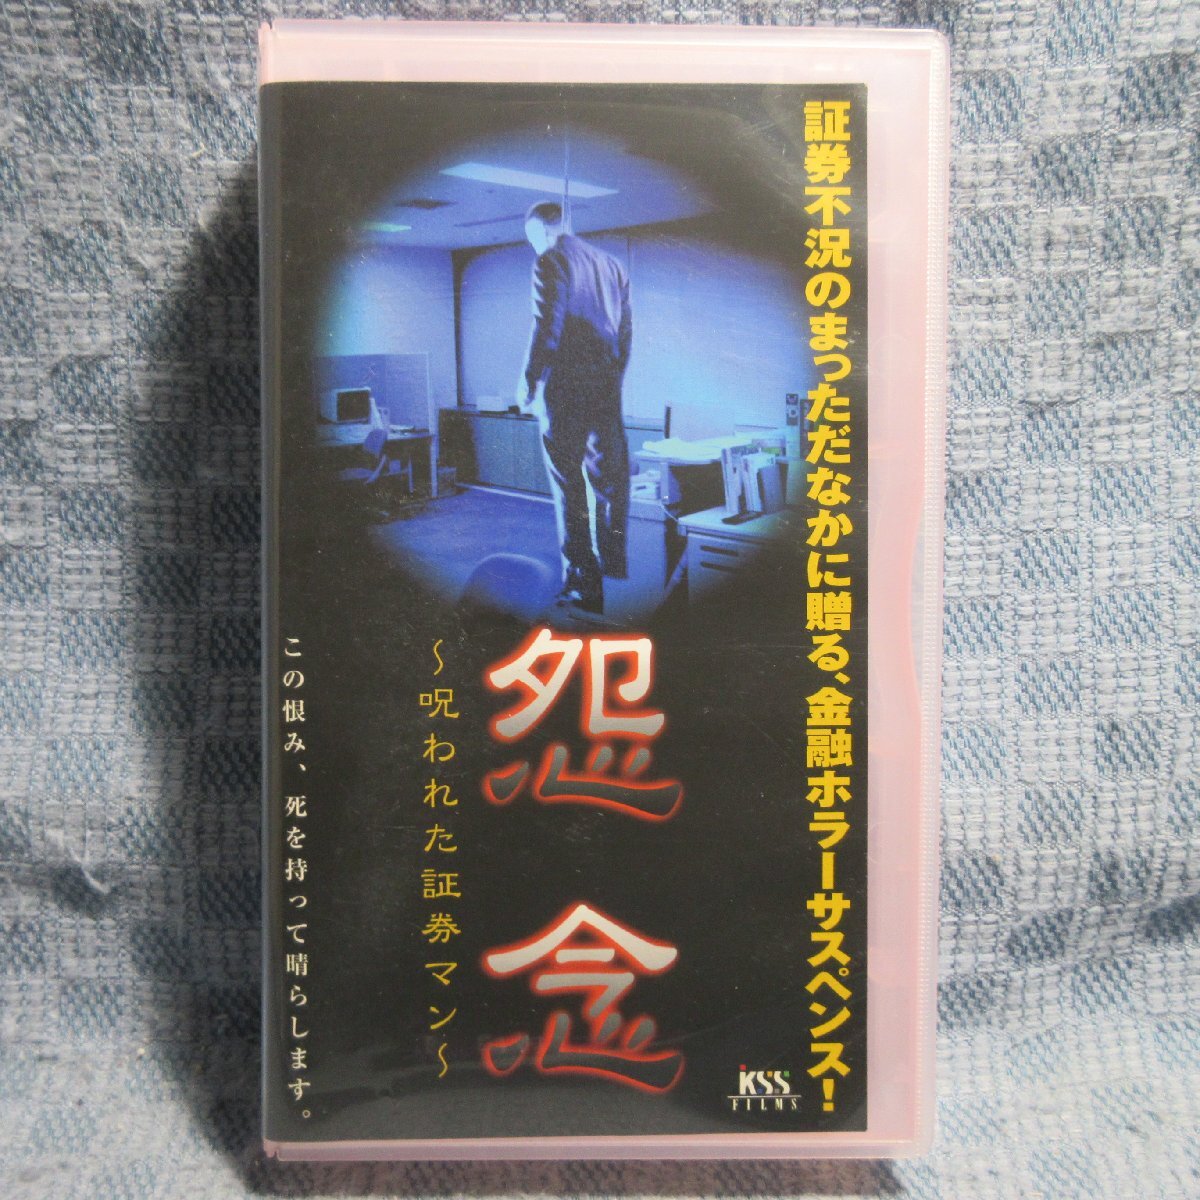 証券不況のまっただなかに贈る、金融ホラーサスペンス!
怨念
~呪われた証券マン~
この恨み、死を持って晴らします。
KSS
FILMS